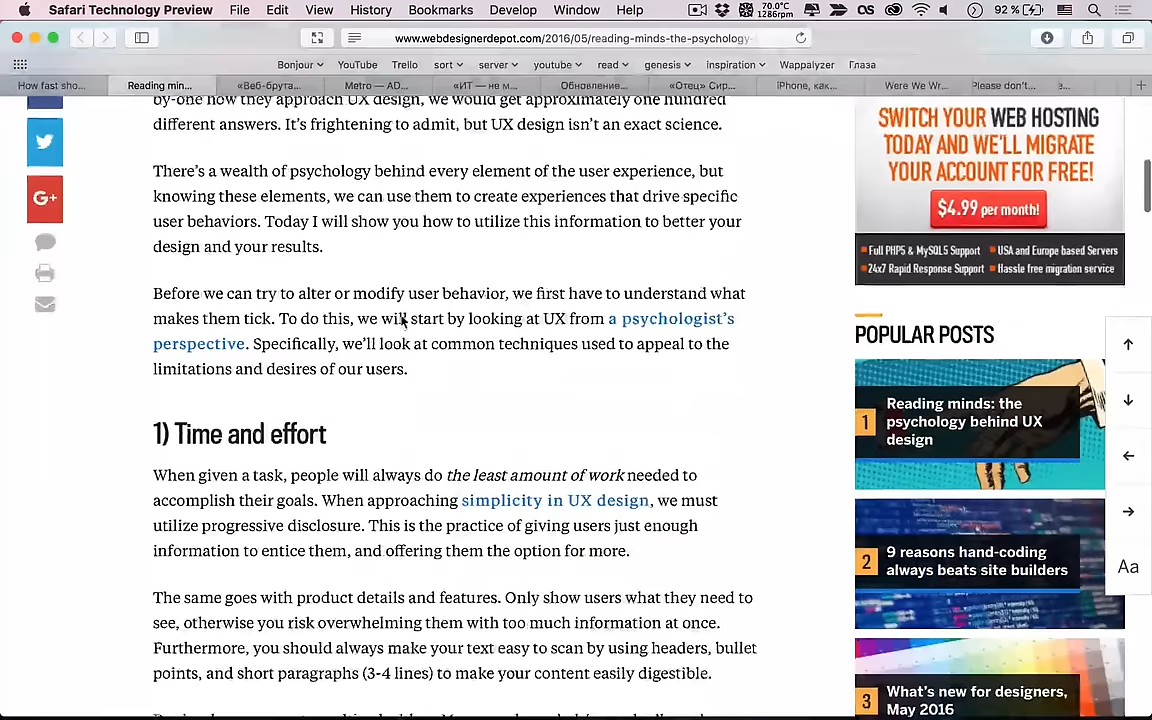 Safari Technology Preview File Edit View History Bookmarks Develop Window Help 70.0°C 1286rpm 92 %
www.webdesignerdepot.com/2016/05/reading-minds-the-psychology-
Bonjour YouTube Trello sort server youtube read genesis inspiration Wappalyzer Глаза
How fast sho... Reading min... «Веб-брута... Metro — AD... «ИТ — не м... Обновление... «Отец» Сир... iPhone, как... Were We Wr... Please don't... e...
by-one how they approach UX design, we would get approximately one hundred
different answers. It's frightening to admit, but UX design isn't an exact science.
There's a wealth of psychology behind every element of the user experience, but
knowing these elements, we can use them to create experiences that drive specific
user behaviors. Today I will show you how to utilize this information to better your
design and your results.
Before we can try to alter or modify user behavior, we first have to understand what
makes them tick. To do this, we will start by looking at UX from a psychologist's
perspective. Specifically, we'll look at common techniques used to appeal to the
limitations and desires of our users.
1) Time and effort
When given a task, people will always do the least amount of work needed to
accomplish their goals. When approaching simplicity in UX design, we must
utilize progressive disclosure. This is the practice of giving users just enough
information to entice them, and offering them the option for more.
The same goes with product details and features. Only show users what they need to
see, otherwise you risk overwhelming them with too much information at once.
Furthermore, you should always make your text easy to scan by using headers, bullet
points, and short paragraphs (3-4 lines) to make your content easily digestible.
G+
SWITCH YOUR WEB HOSTING
TODAY AND WE'LL MIGRATE
YOUR ACCOUNT FOR FREE!
$4.99 per month!
Full PHP5 & MySQL5 Support USA and Europe based Servers
24x7 Rapid Response Support Hassle free migration service
POPULAR POSTS
1 Reading minds: the
psychology behind UX
design
2 9 reasons hand-coding
always beats site builders
3 What's new for designers,
May 2016
Aa